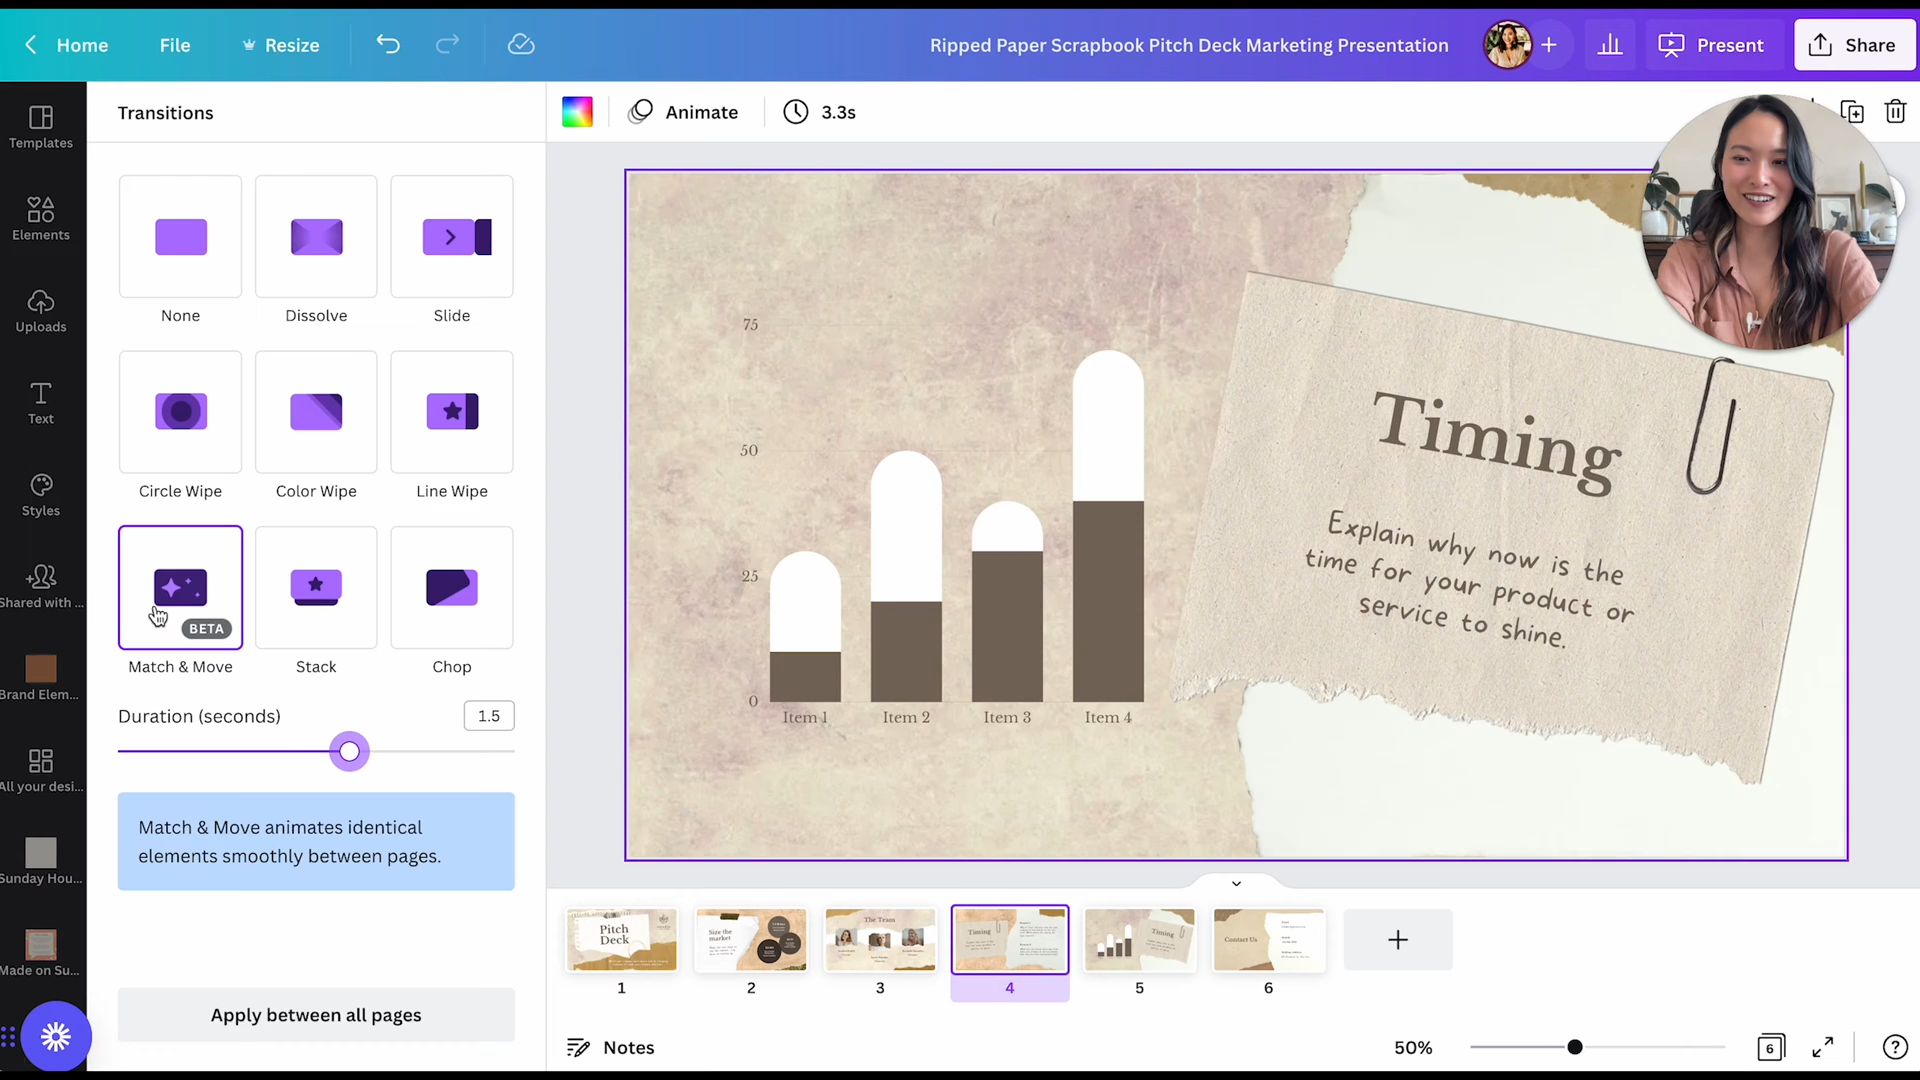 Home
File
Resize
Ripped Paper Scrapbook Pitch Deck Marketing Presentation
Present
Share
Templates
Elements
Uploads
Text
Styles
Shared with ...
Brand Elem...
All your desi...
Sunday Hou...
Made on Su...
Transitions
None
Dissolve
Slide
Circle Wipe
Color Wipe
Line Wipe
BETA
Match & Move
Stack
Chop
Duration (seconds)
1.5
Match & Move animates identical
elements smoothly between pages.
Apply between all pages
Animate
3.3s
75
50
25
0
Item 1
Item 2
Item 3
Item 4
Timing
Explain why now is the
time for your product or
service to shine.
Pitch
Deck
Size the
market
The Team
Timing
Timing
Contact Us
1
2
3
4
5
6
Notes
50%
6